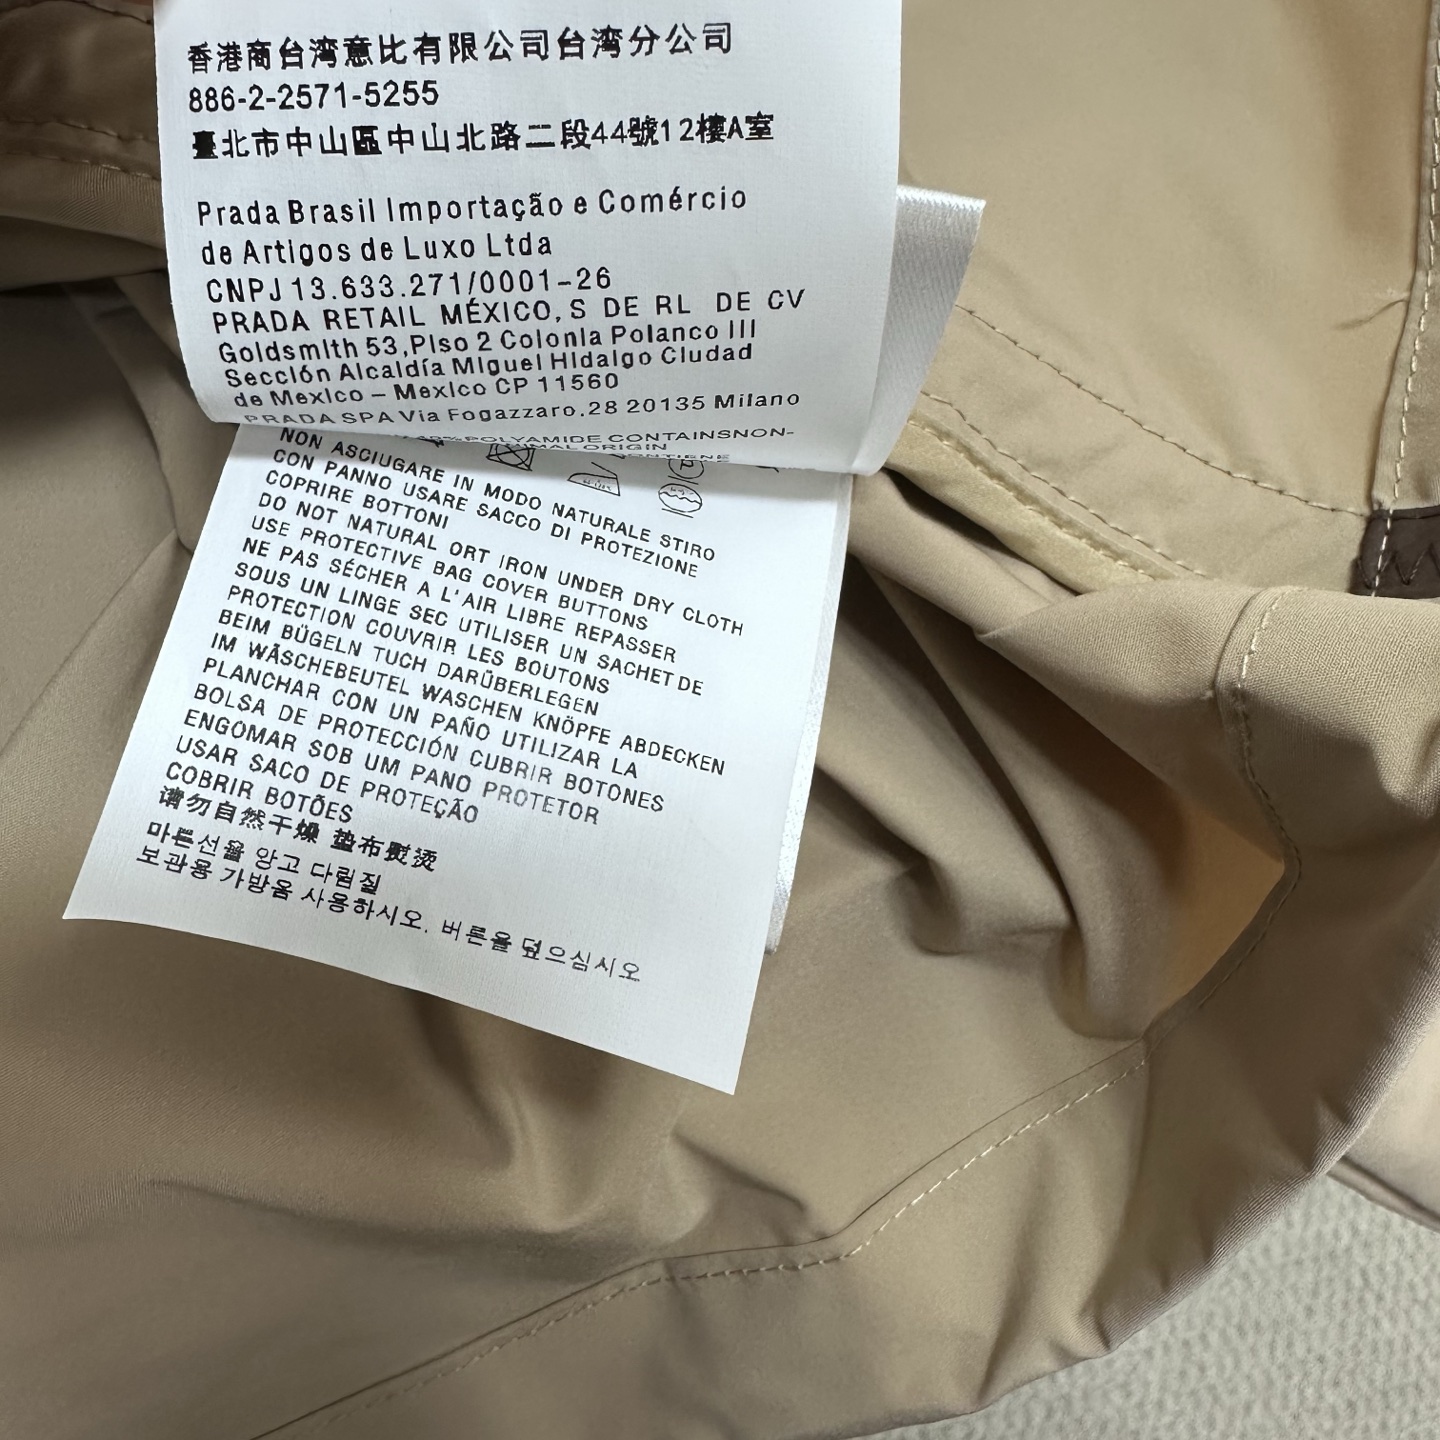 香港商台湾意比有限公司台湾分公司
886-2-2571-5255
臺北市中山區中山北路二段44號12樓A室
Prada Brasil Importação e Comércio
de Artigos de Luxo Ltda
CNPJ 13.633.271/0001-26
PRADA RETAIL MÉXICO, S DE RL DE CV
Goldsmith 53, Piso 2 Colonia Polanco III
Sección Alcaldía Miguel Hidalgo Ciudad
de Mexico - Mexico CP 11560
PRADA SPA Via Fogazzaro.28 20135 Milano
POLYAMIDE CONTAINSNON-
ORIGIN
NON ASCIUGARE IN MODO NATURALE STIRO
CON PANNO USARE SACCO DI PROTEZIONE
COPRIRE BOTTONI
DO NOT NATURAL ORT IRON UNDER DRY CLOTH
USE PROTECTIVE BAG COVER BUTTONS
NE PAS SÉCHER A L'AIR LIBRE REPASSER
SOUS UN LINGE SEC UTILISER UN SACHET DE
PROTECTION COUVRIR LES BOUTONS
BEIM BÜGELN TUCH DARÜBERLEGEN
IM WÄSCHEBEUTEL WASCHEN KNÖPFE ABDECKEN
PLANCHAR CON UN PAÑO UTILIZAR LA
BOLSA DE PROTECCIÓN CUBRIR BOTONES
ENGOMAR SOB UM PANO PROTETOR
USAR SACO DE PROTEÇÃO
COBRIR BOTÕES
请勿自然干燥 垫布熨烫
마른선을 앙고 다림질
보관용 가방옴 사용하시오. 버튼을 덮으십시오